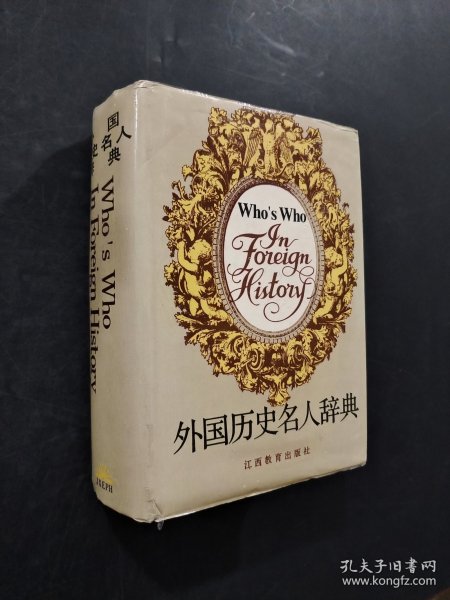 Who's Who
In
Foreign
History
外国历史名人辞典
江西教育出版社
国
名人
典
Who's Who
In Foreign History
JXEPH
孔夫子旧书网
www.kongfz.com